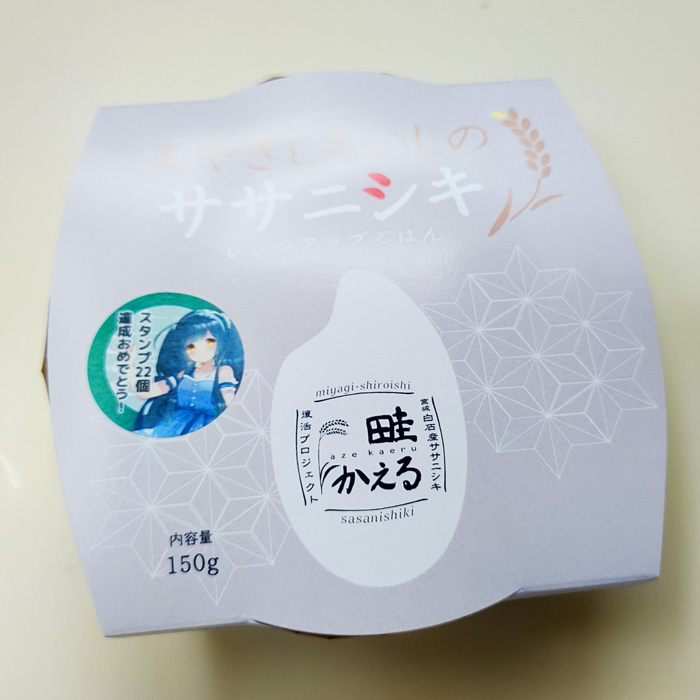 みやぎしろいしの
ササニシキ
レンジアップごはん
スタンプ22個
達成おめでとう！
miyagi-shiroishi
宮城 白石産ササニシキ
畦
aze kaeru
かえる
復活プロジェクト
sasanishiki
内容量
150g